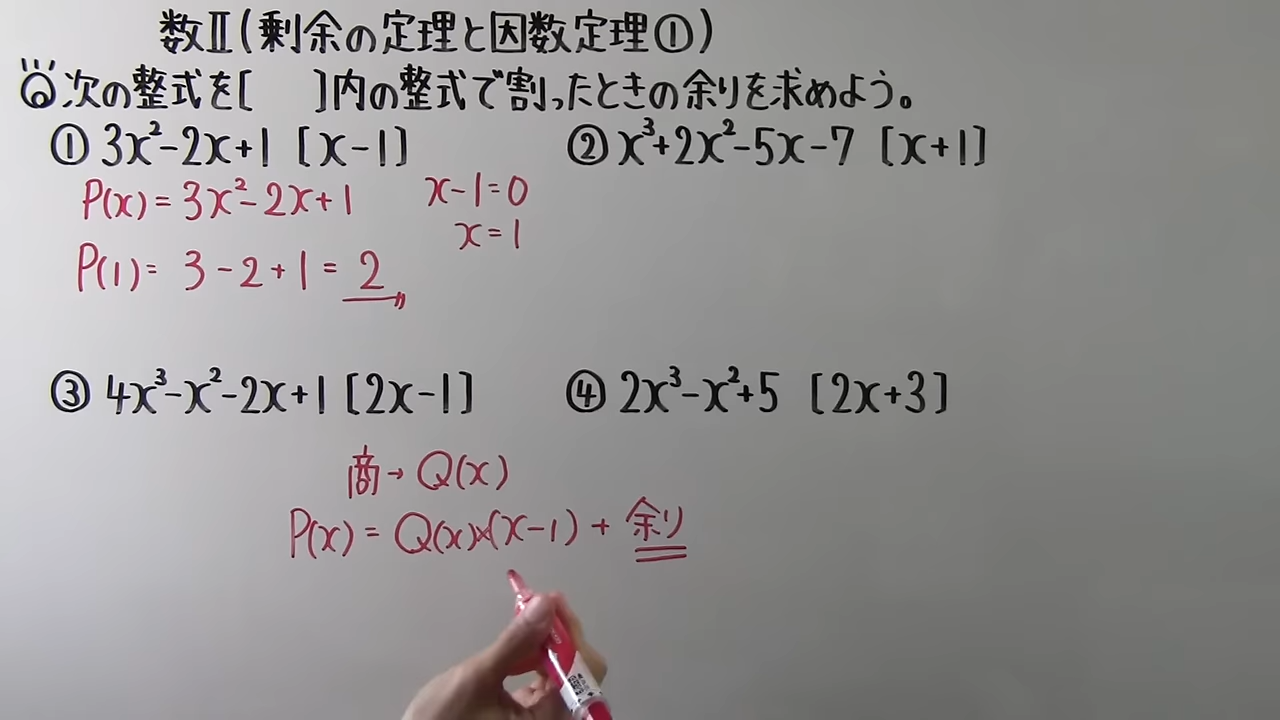 数Ⅱ(剰余の定理と因数定理①)
Q次の整式を[ ]内の整式で割ったときの余りを求めよう。
① 3x²-2x+1 [x-1]
② x³+2x²-5x-7 [x+1]
P(x)=3x²-2x+1
x-1=0
x=1
P(1)= 3-2+1= 2
③ 4x³-x²-2x+1 [2x-1]
④ 2x³-x²+5 [2x+3]
商→Q(x)
P(x)=Q(x)×(x-1)+余り